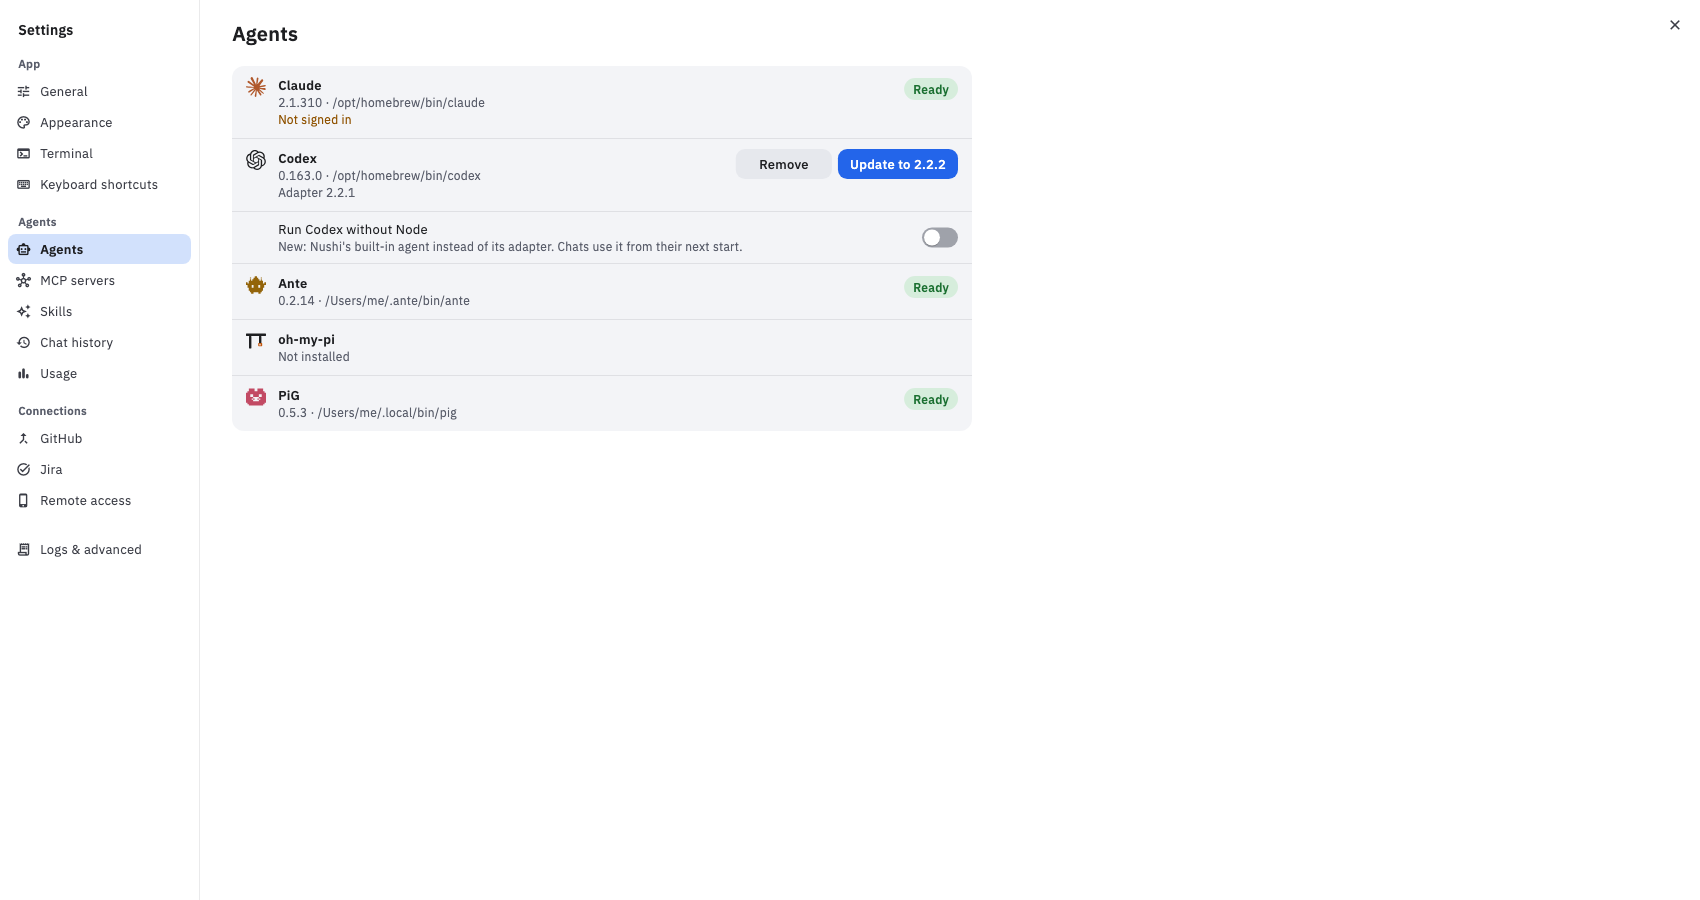 Settings
App
General
Appearance
Terminal
Keyboard shortcuts
Agents
Agents
MCP servers
Skills
Chat history
Usage
Connections
GitHub
Jira
Remote access
Logs & advanced
Agents
Claude
2.1.310 · /opt/homebrew/bin/claude
Not signed in
Ready
Codex
0.163.0 · /opt/homebrew/bin/codex
Adapter 2.2.1
Remove
Update to 2.2.2
Run Codex without Node
New: Nushi's built-in agent instead of its adapter. Chats use it from their next start.
Ante
0.2.14 · /Users/me/.ante/bin/ante
Ready
oh-my-pi
Not installed
PiG
0.5.3 · /Users/me/.local/bin/pig
Ready